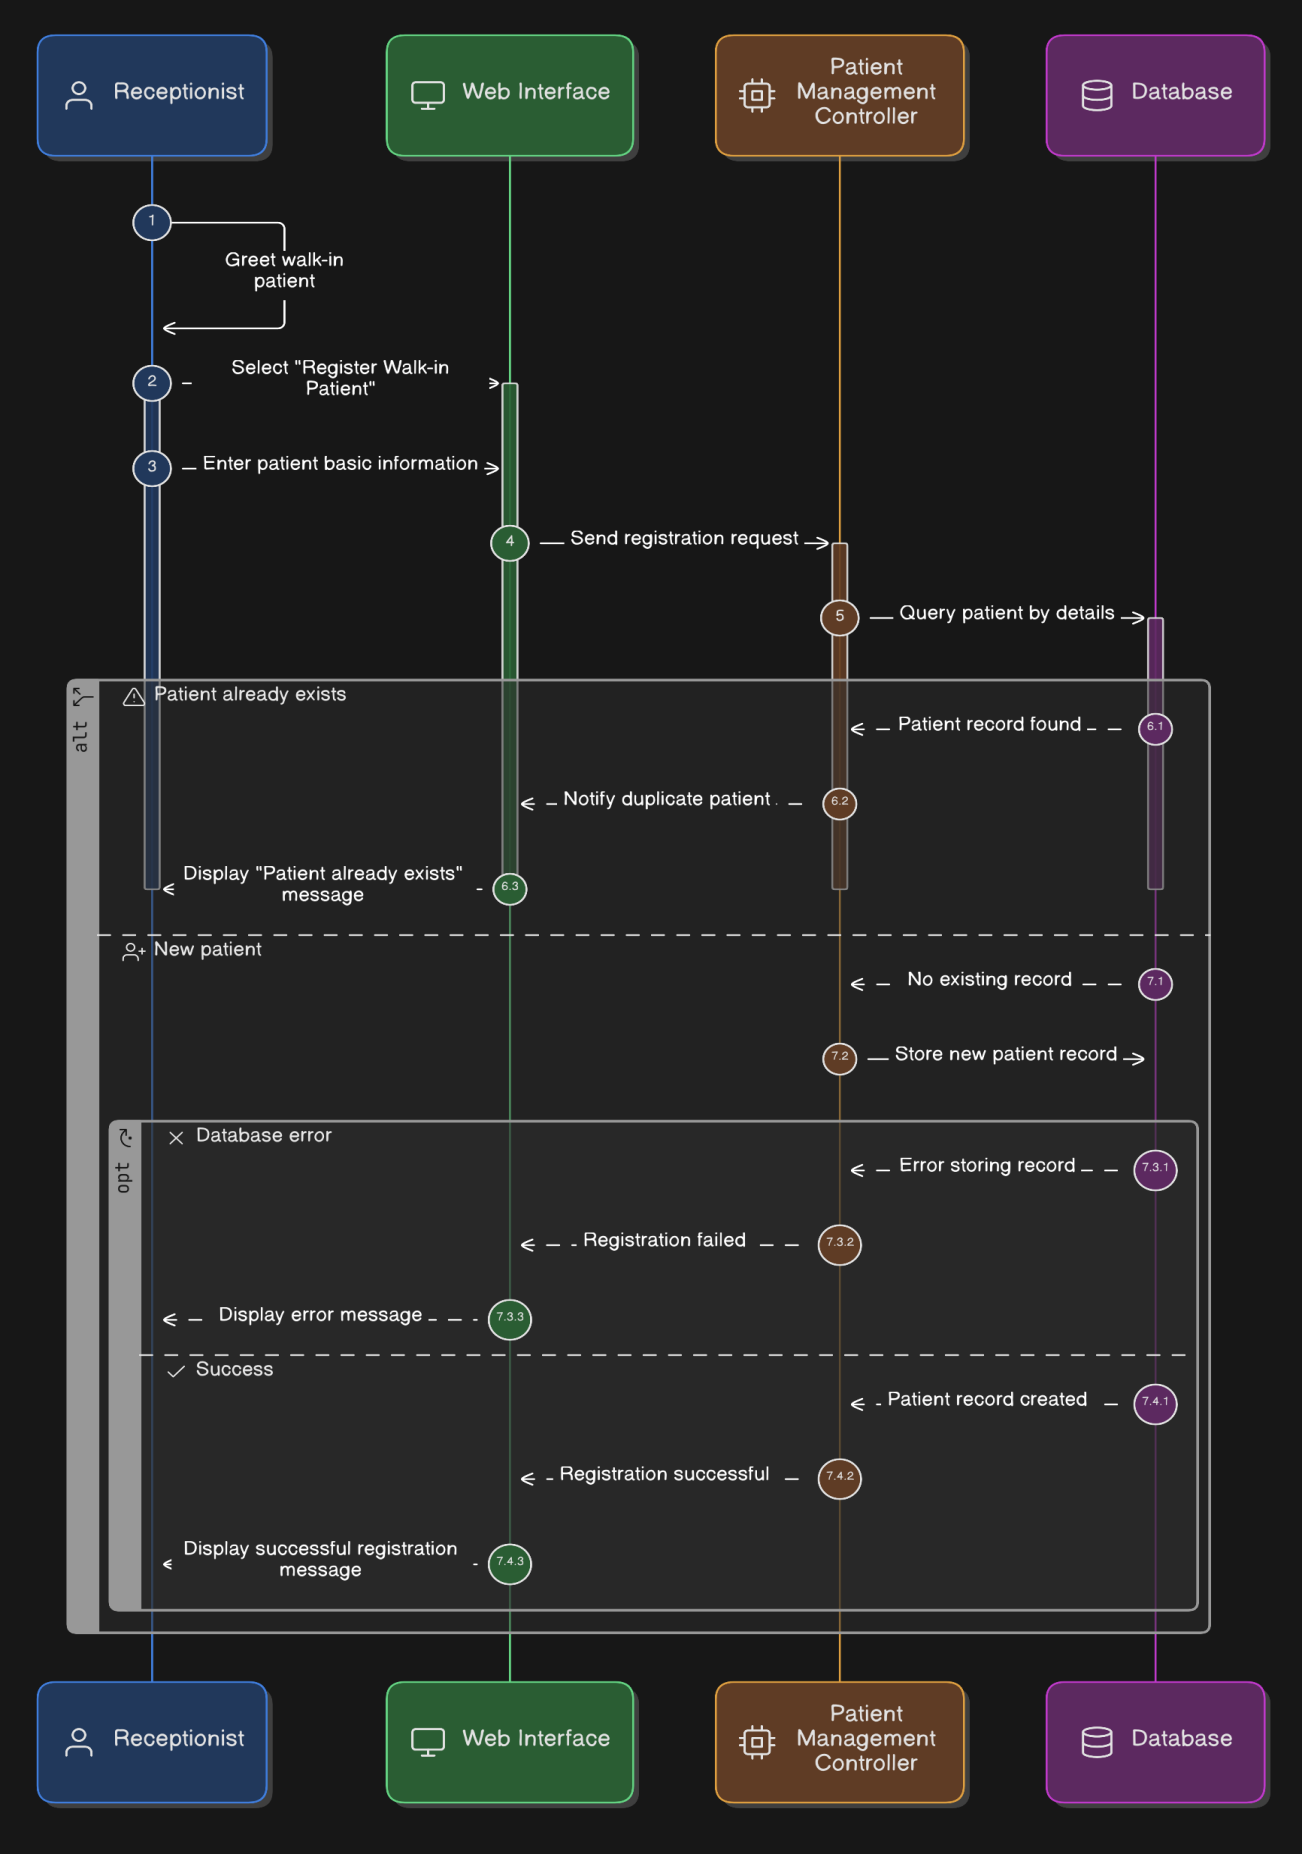 Receptionist
Web Interface
Patient
Management
Controller
Database
1
Greet walk-in
patient
2
Select "Register Walk-in
Patient"
3
Enter patient basic information
4
Send registration request
5
Query patient by details
alt
Patient already exists
Patient record found
6.1
Notify duplicate patient
6.2
Display "Patient already exists"
message
6.3
New patient
No existing record
7.1
7.2
Store new patient record
opt
Database error
Error storing record
7.3.1
Registration failed
7.3.2
Display error message
7.3.3
Success
Patient record created
7.4.1
Registration successful
7.4.2
Display successful registration
message
7.4.3
Receptionist
Web Interface
Patient
Management
Controller
Database